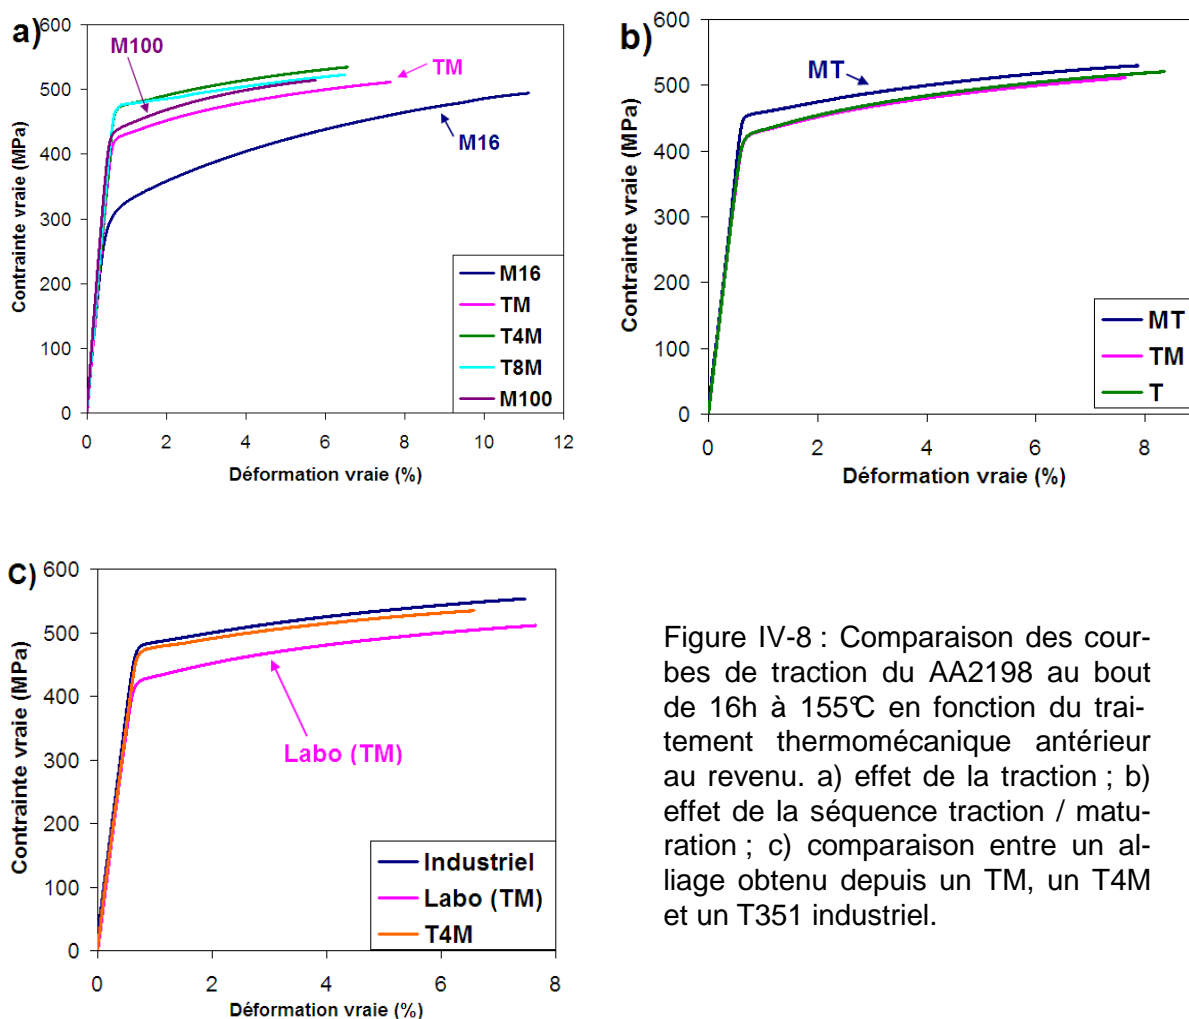 a)
600
500
400
300
200
100
0
Contrainte vraie (MPa)
M100
TM
M16
M16
TM
T4M
T8M
M100
0 2 4 6 8 10 12
Déformation vraie (%)
b)
600
500
400
300
200
100
0
Contrainte vraie (MPa)
MT
MT
TM
T
0 2 4 6 8
Déformation vraie (%)
c)
600
500
400
300
200
100
0
Contrainte vraie (MPa)
Labo (TM)
Industriel
Labo (TM)
T4M
0 2 4 6 8
Déformation vraie (%)
Figure IV-8 : Comparaison des cour-
bes de traction du AA2198 au bout
de 16h à 155°C en fonction du trai-
tement thermomécanique antérieur
au revenu. a) effet de la traction ; b)
effet de la séquence traction / matu-
ration ; c) comparaison entre un al-
liage obtenu depuis un TM, un T4M
et un T351 industriel.